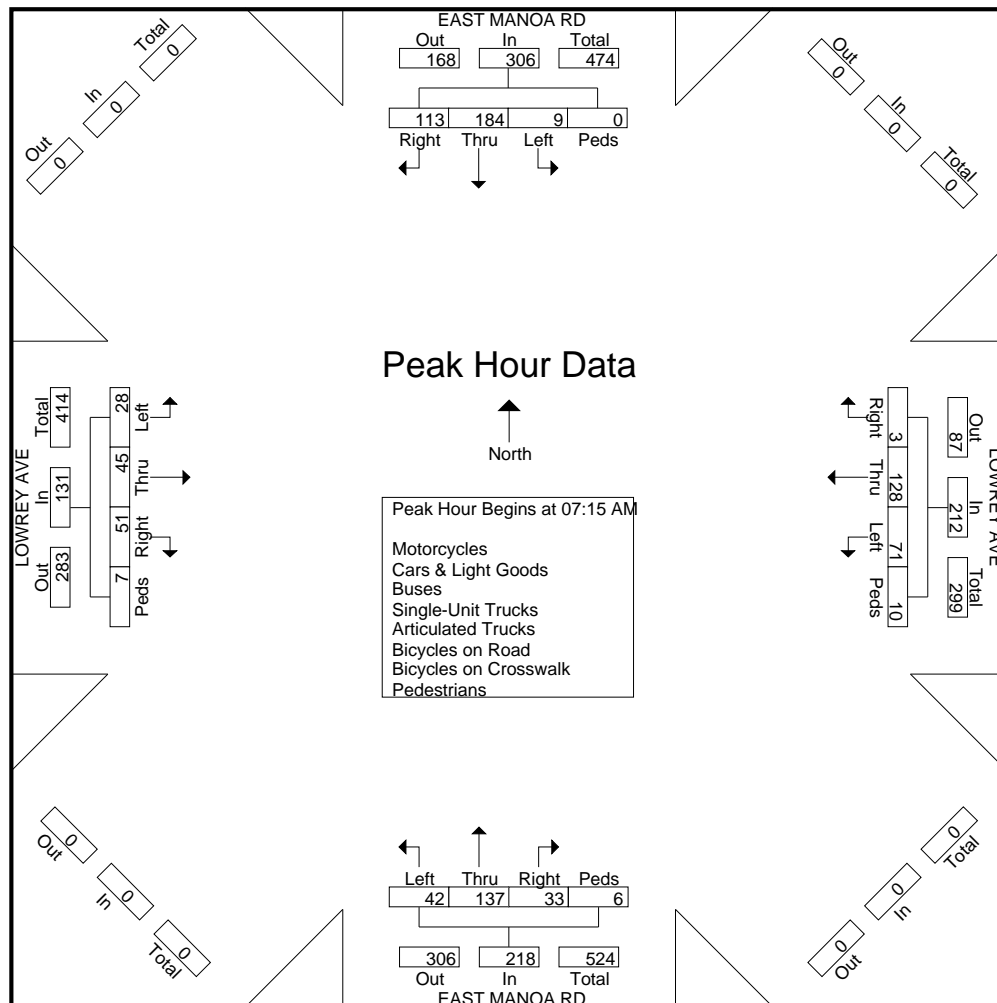 EAST MANOA RD
Out In Total
168 306 474
113 184 9 0
Right Thru Left Peds
Total
0
In
0
Out
0
Out
0
In
0
Total
0
Peak Hour Data
North
Peak Hour Begins at 07:15 AM
Motorcycles
Cars & Light Goods
Buses
Single-Unit Trucks
Articulated Trucks
Bicycles on Road
Bicycles on Crosswalk
Pedestrians
LOWREY AVE
Out In Total
283 131 414
7 51 45 28
Peds Right Thru Left
LOWREY AVE
Out In Total
87 212 299
3 128 71 10
Right Thru Left Peds
Out
0
In
0
Total
0
Total
0
In
0
Out
0
Left Thru Right Peds
42 137 33 6
306 218 524
Out In Total
EAST MANOA RD